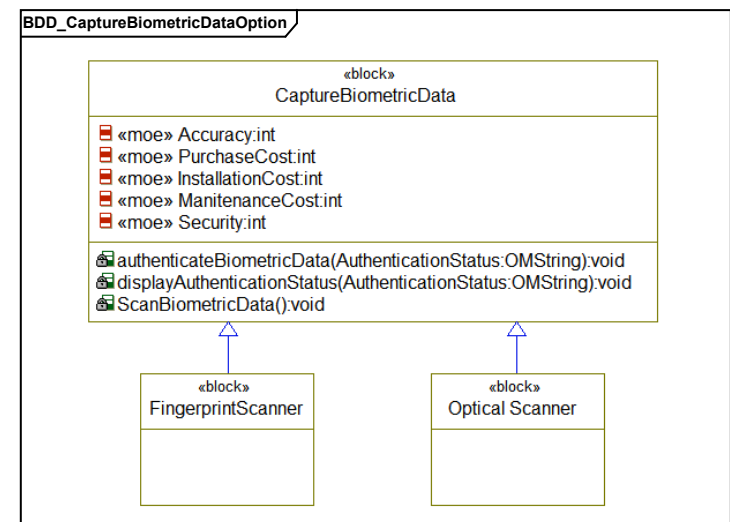 BDD_CaptureBiometricDataOption
«block»
CaptureBiometricData
«moe» Accuracy:int
«moe» PurchaseCost:int
«moe» InstallationCost:int
«moe» ManitenanceCost:int
«moe» Security:int
authenticateBiometricData(AuthenticationStatus:OMString):void
displayAuthenticationStatus(AuthenticationStatus:OMString):void
ScanBiometricData():void
«block»
FingerprintScanner
«block»
Optical Scanner